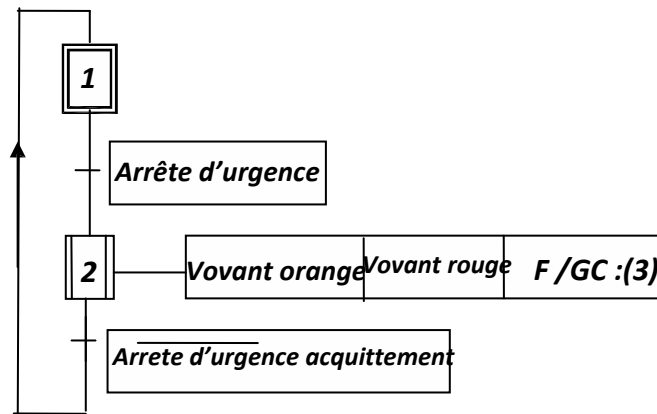 1
Arrête d'urgence
2
Vovant orange Vovant rouge F /GC :(3)
Arrete d'urgence acquittement